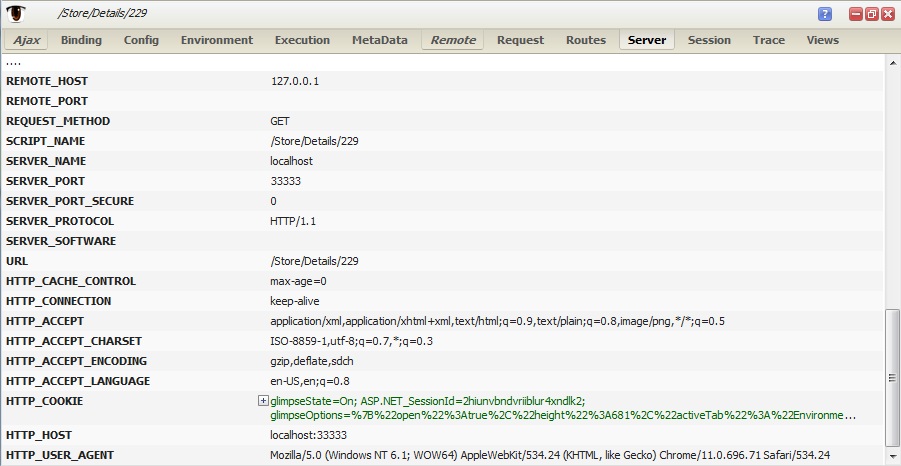 /Store/Details/229
?
Ajax Binding Config Environment Execution MetaData Remote Request Routes Server Session Trace Views
....
REMOTE_HOST 127.0.0.1
REMOTE_PORT
REQUEST_METHOD GET
SCRIPT_NAME /Store/Details/229
SERVER_NAME localhost
SERVER_PORT 33333
SERVER_PORT_SECURE 0
SERVER_PROTOCOL HTTP/1.1
SERVER_SOFTWARE
URL /Store/Details/229
HTTP_CACHE_CONTROL max-age=0
HTTP_CONNECTION keep-alive
HTTP_ACCEPT application/xml,application/xhtml+xml,text/html;q=0.9,text/plain;q=0.8,image/png,*/*;q=0.5
HTTP_ACCEPT_CHARSET ISO-8859-1,utf-8;q=0.7,*;q=0.3
HTTP_ACCEPT_ENCODING gzip,deflate,sdch
HTTP_ACCEPT_LANGUAGE en-US,en;q=0.8
HTTP_COOKIE glimpseState=On; ASP.NET_SessionId=2hiunvbndvriiblur4xndlk2;
glimpseOptions=%7B%22open%22%3Atrue%2C%22height%22%3A681%2C%22activeTab%22%3A%22Environme...
HTTP_HOST localhost:33333
HTTP_USER_AGENT Mozilla/5.0 (Windows NT 6.1; WOW64) AppleWebKit/534.24 (KHTML, like Gecko) Chrome/11.0.696.71 Safari/534.24